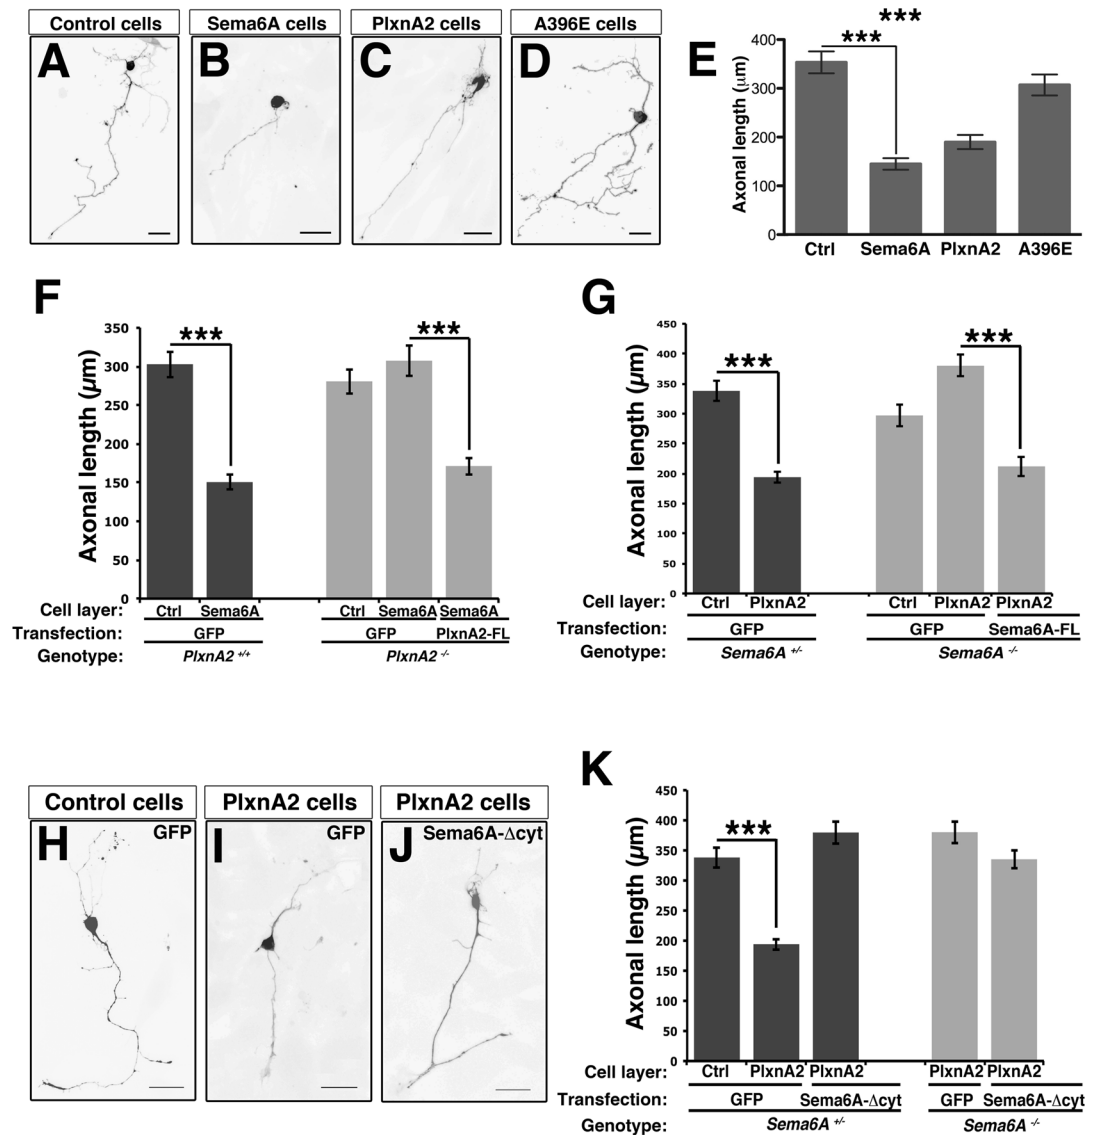 Control cells
Sema6A cells
PlxnA2 cells
A396E cells
A
B
C
D
E
***
***
Axonal length (µm)
400
300
200
100
0
Ctrl Sema6A PlxnA2 A396E
F
***
***
Axonal length (µm)
350
300
250
200
150
100
50
0
Cell layer: Ctrl Sema6A Ctrl Sema6A Sema6A
Transfection: GFP GFP PlxnA2-FL
Genotype: PlxnA2 +/+ PlxnA2 -/-
G
***
***
Axonal length (µm)
450
400
350
300
250
200
150
100
50
0
Cell layer: Ctrl PlxnA2 Ctrl PlxnA2 PlxnA2
Transfection: GFP GFP Sema6A-FL
Genotype: Sema6A +/- Sema6A -/-
Control cells
PlxnA2 cells
PlxnA2 cells
H GFP
I GFP
J Sema6A-Δcyt
K
***
Axonal length (µm)
450
400
350
300
250
200
150
100
50
0
Cell layer: Ctrl PlxnA2 PlxnA2 PlxnA2 PlxnA2
Transfection: GFP Sema6A-Δcyt GFP Sema6A-Δcyt
Genotype: Sema6A +/- Sema6A -/-